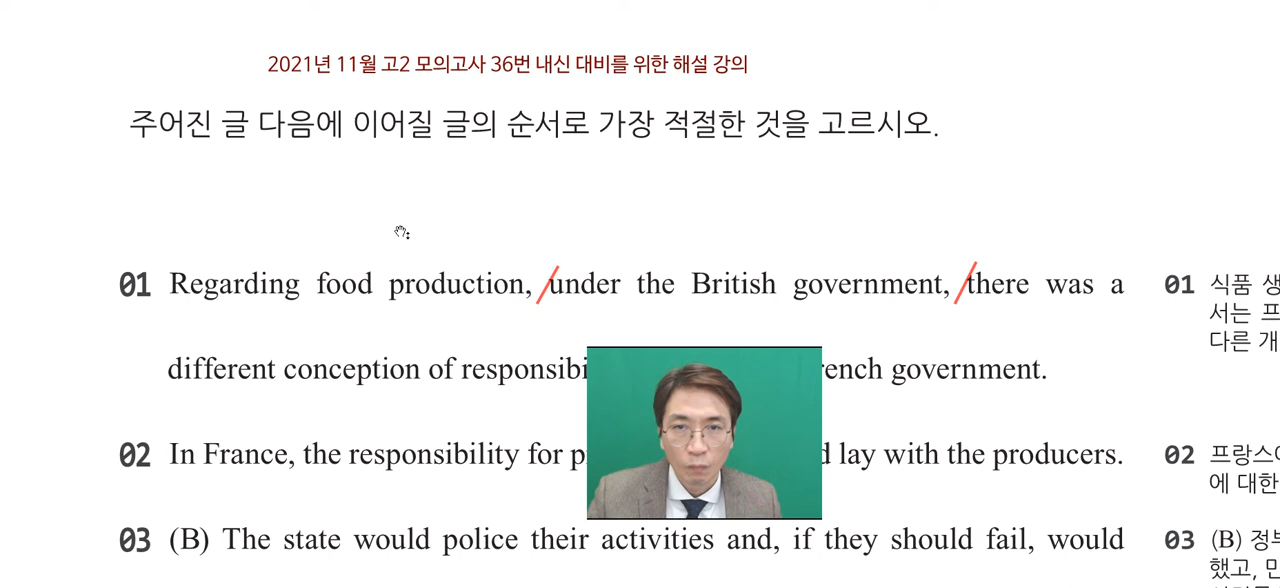 2021년 11월 고2 모의고사 36번 내신 대비를 위한 해설 강의
주어진 글 다음에 이어질 글의 순서로 가장 적절한 것을 고르시오.
01 Regarding food production, under the British government, there was a
different conception of responsibi ench government.
02 In France, the responsibility for p d lay with the producers.
03 (B) The state would police their activities and, if they should fail, would
01 식품 생
서는 프
다른 개
02 프랑스에
에 대한
03 (B) 정부
했고, 만